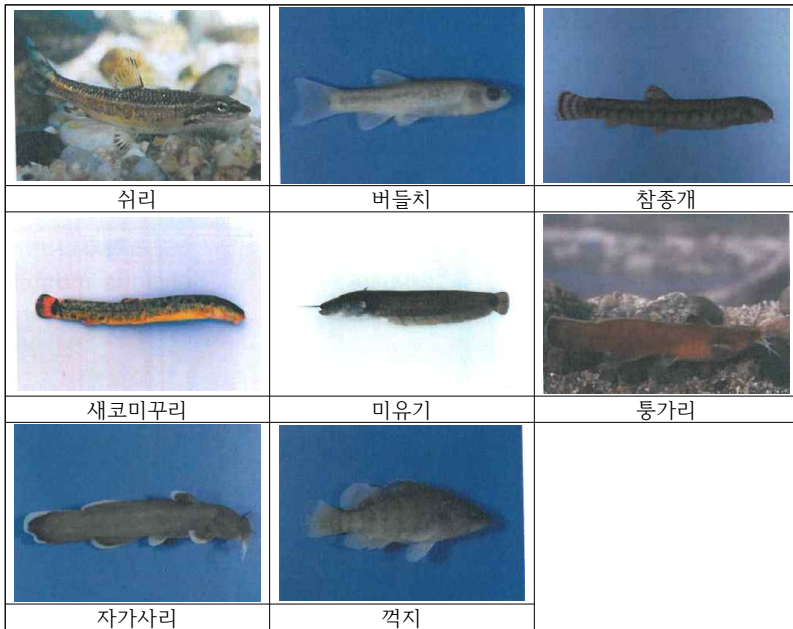 쉬리
버들치
참종개
새코미꾸리
미유기
퉁가리
자가사리
꺽지